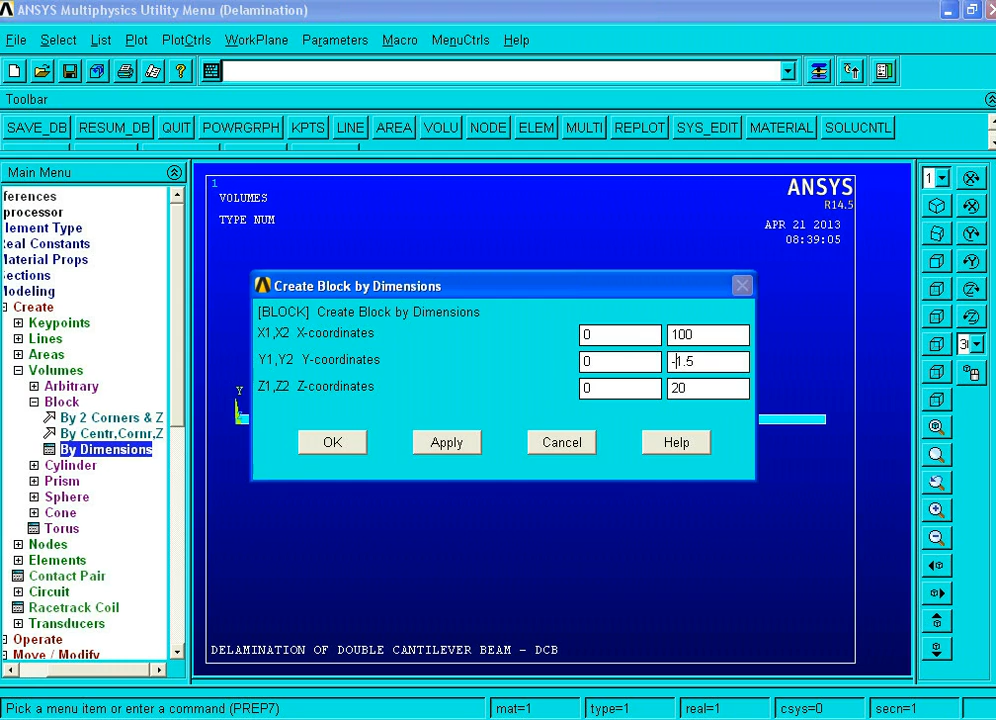 ANSYS Multiphysics Utility Menu (Delamination)
File Select List Plot PlotCtrls WorkPlane Parameters Macro MenuCtrls Help
Toolbar
SAVE_DB RESUM_DB QUIT POWRGRPH KPTS LINE AREA VOLU NODE ELEM MULTI REPLOT SYS_EDIT MATERIAL SOLUCNTL
Main Menu
ferences
processor
lement Type
eal Constants
laterial Props
ections
lodeling
Create
Keypoints
Lines
Areas
Volumes
Arbitrary
Block
By 2 Corners & Z
By Centr,Cornr,Z
By Dimensions
Cylinder
Prism
Sphere
Cone
Torus
Nodes
Elements
Contact Pair
Circuit
Racetrack Coil
Transducers
Operate
Move / Modify
1
VOLUMES
TYPE NUM
ANSYS
R14.5
APR 21 2013
08:39:05
Y
Create Block by Dimensions
[BLOCK] Create Block by Dimensions
X1,X2 X-coordinates 0 100
Y1,Y2 Y-coordinates 0 -1.5
Z1,Z2 Z-coordinates 0 20
OK Apply Cancel Help
DELAMINATION OF DOUBLE CANTILEVER BEAM - DCB
1
X
X
Y
Y
Z
Z
Pick a menu item or enter a command (PREP7) mat=1 type=1 real=1 csys=0 secn=1